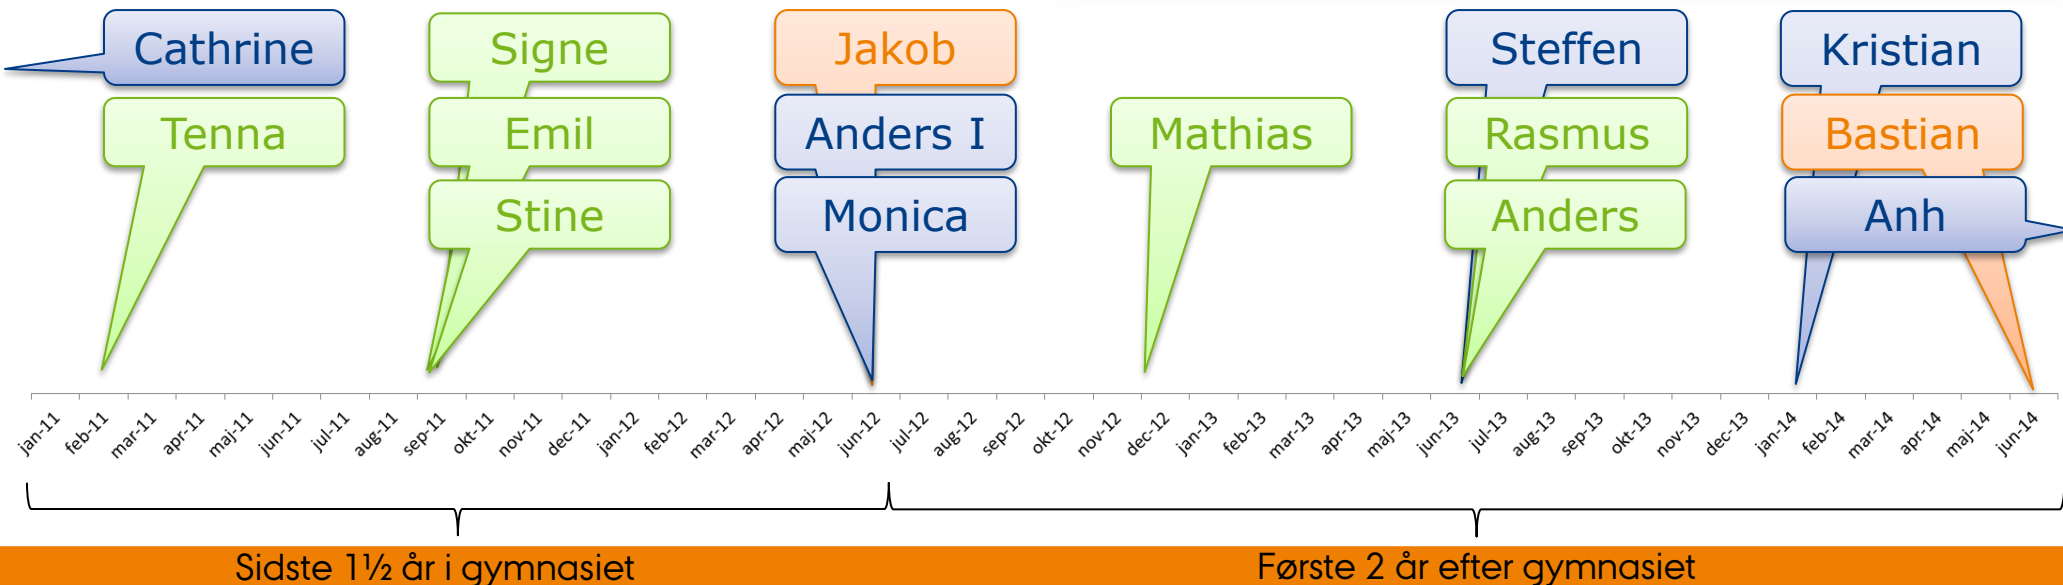 Cathrine
Signe
Jakob
Steffen
Kristian
Tenna
Emil
Anders I
Mathias
Rasmus
Bastian
Stine
Monica
Anders
Anh
jan-11 feb-11 mar-11 apr-11 maj-11 jun-11 jul-11 aug-11 sep-11 okt-11 nov-11 dec-11 jan-12 feb-12 mar-12 apr-12 maj-12 jun-12 jul-12 aug-12 sep-12 okt-12 nov-12 dec-12 jan-13 feb-13 mar-13 apr-13 maj-13 jun-13 jul-13 aug-13 sep-13 okt-13 nov-13 dec-13 jan-14 feb-14 mar-14 apr-14 maj-14 jun-14
Sidste 1½ år i gymnasiet
Første 2 år efter gymnasiet